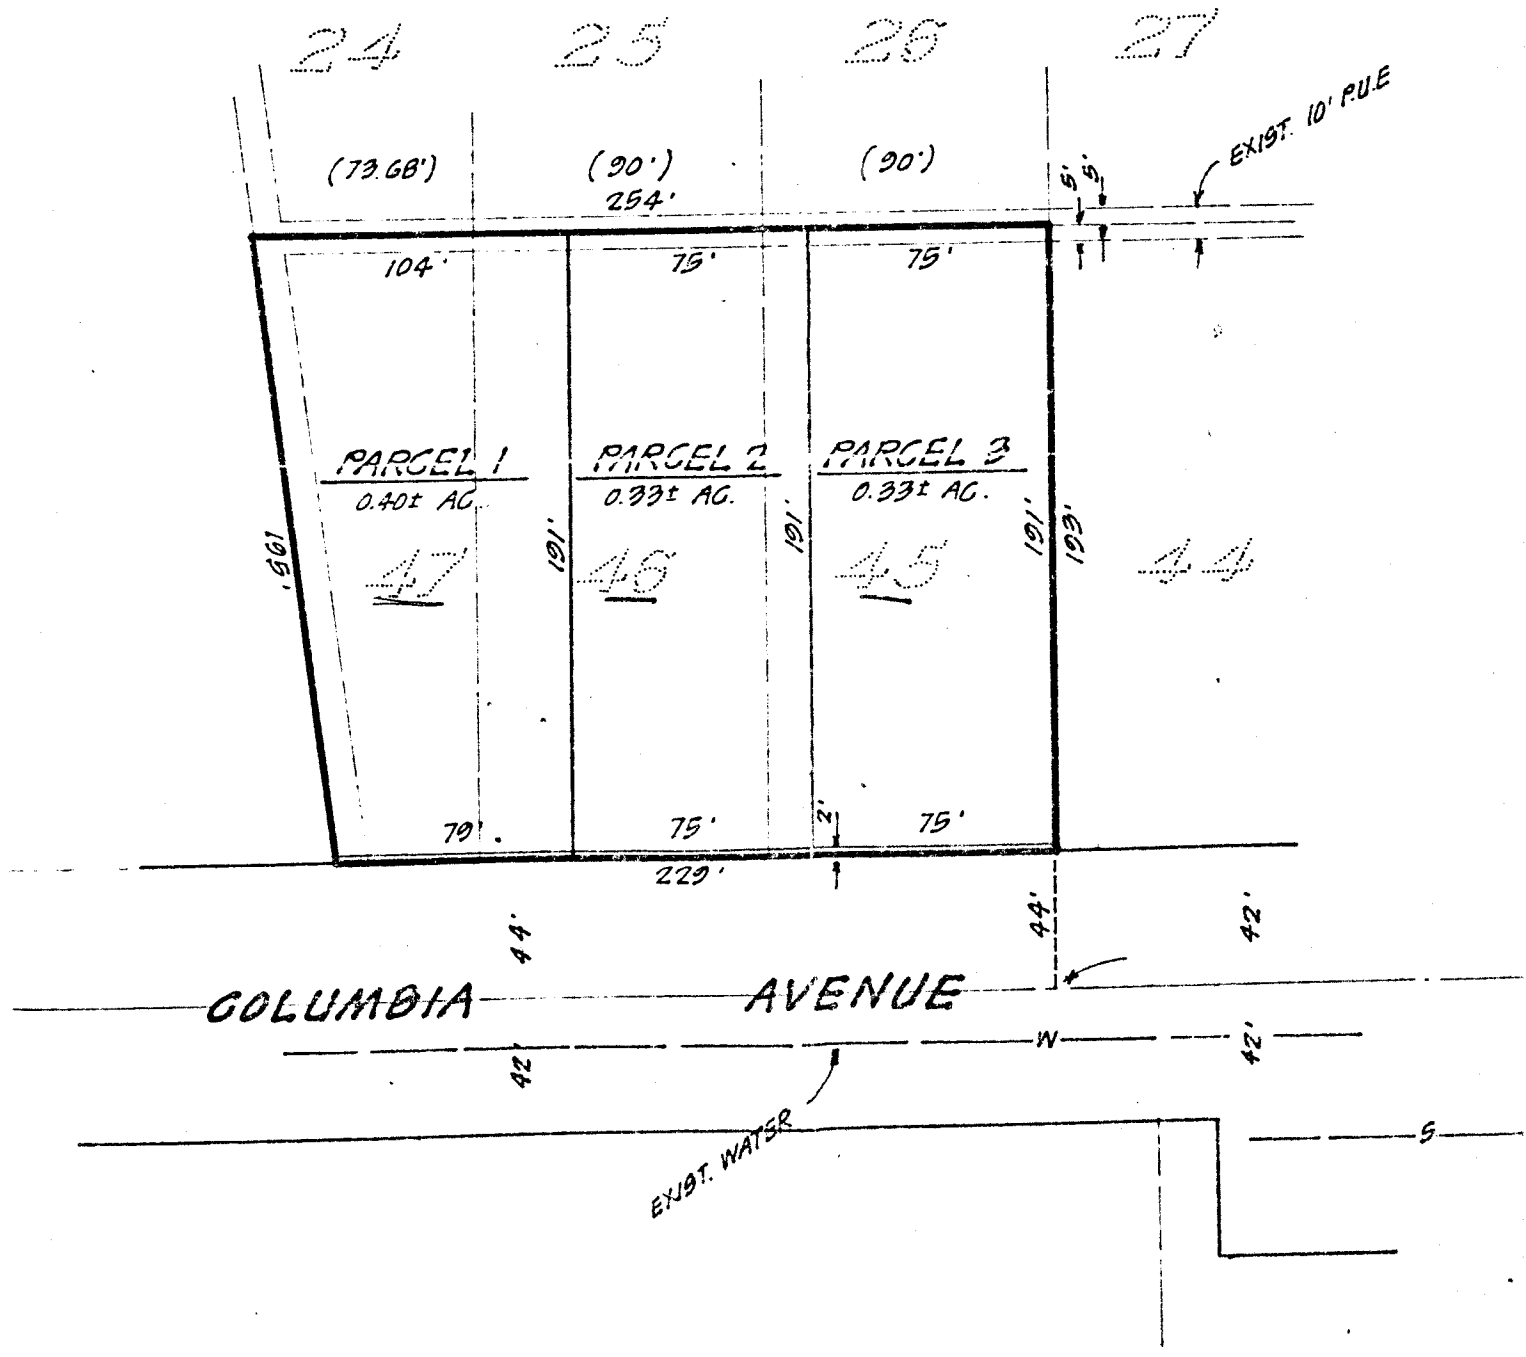 24 25 26 27
EXIST. 10' P.U.E
(73.68') (90') (90')
254'
5' 5'
104' 75' 75'
PARCEL 1 PARCEL 2 PARCEL 3
0.40± AC. 0.33± AC. 0.33± AC.
195' 191' 191' 191' 193'
47 46 45 44
79' 75' 2' 75'
229'
44' 44' 42'
COLUMBIA AVENUE
42' W 42'
EXIST. WATER
S